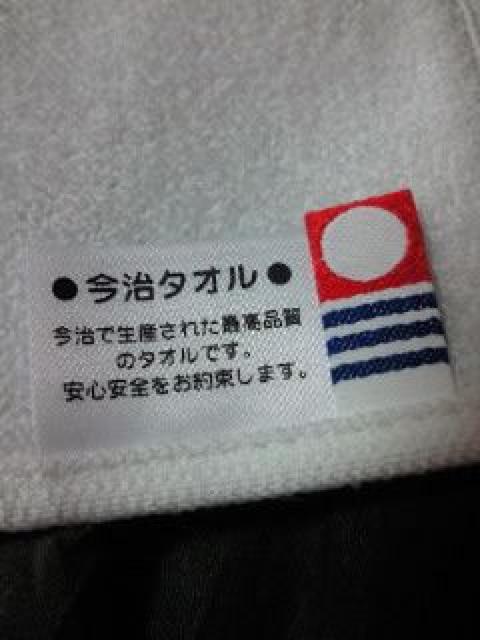 ●今治タオル●
今治で生産された最高品質
のタオルです。
安心安全をお約束します。